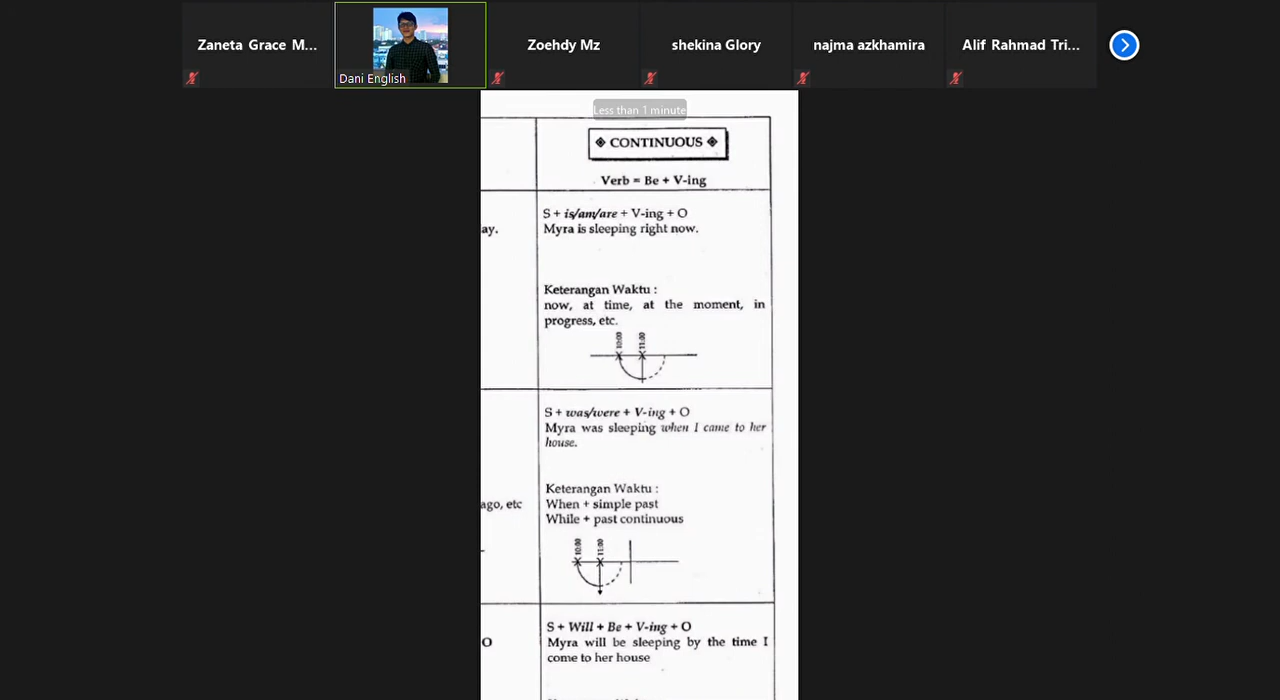 Zaneta Grace M...
Dani English
Zoehdy Mz
shekina Glory
najma azkhamira
Alif Rahmad Tri...
Less than 1 minute
◈ CONTINUOUS ◈
Verb = Be + V-ing
S + is/am/are + V-ing + O
ay.
Myra is sleeping right now.
Keterangan Waktu :
now, at time, at the moment, in
progress, etc.
10:00
11:00
S + was/were + V-ing + O
Myra was sleeping when I came to her
house.
Keterangan Waktu :
ago, etc
When + simple past
While + past continuous
10:00
11:00
S + Will + Be + V-ing + O
O
Myra will be sleeping by the time I
come to her house